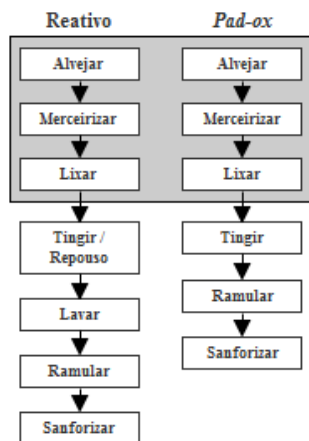 Reativo
Alvejar
Merceirizar
Lixar
Tingir /
Repouso
Lavar
Ramular
Sanforizar
Pad-ox
Alvejar
Merceirizar
Lixar
Tingir
Ramular
Sanforizar